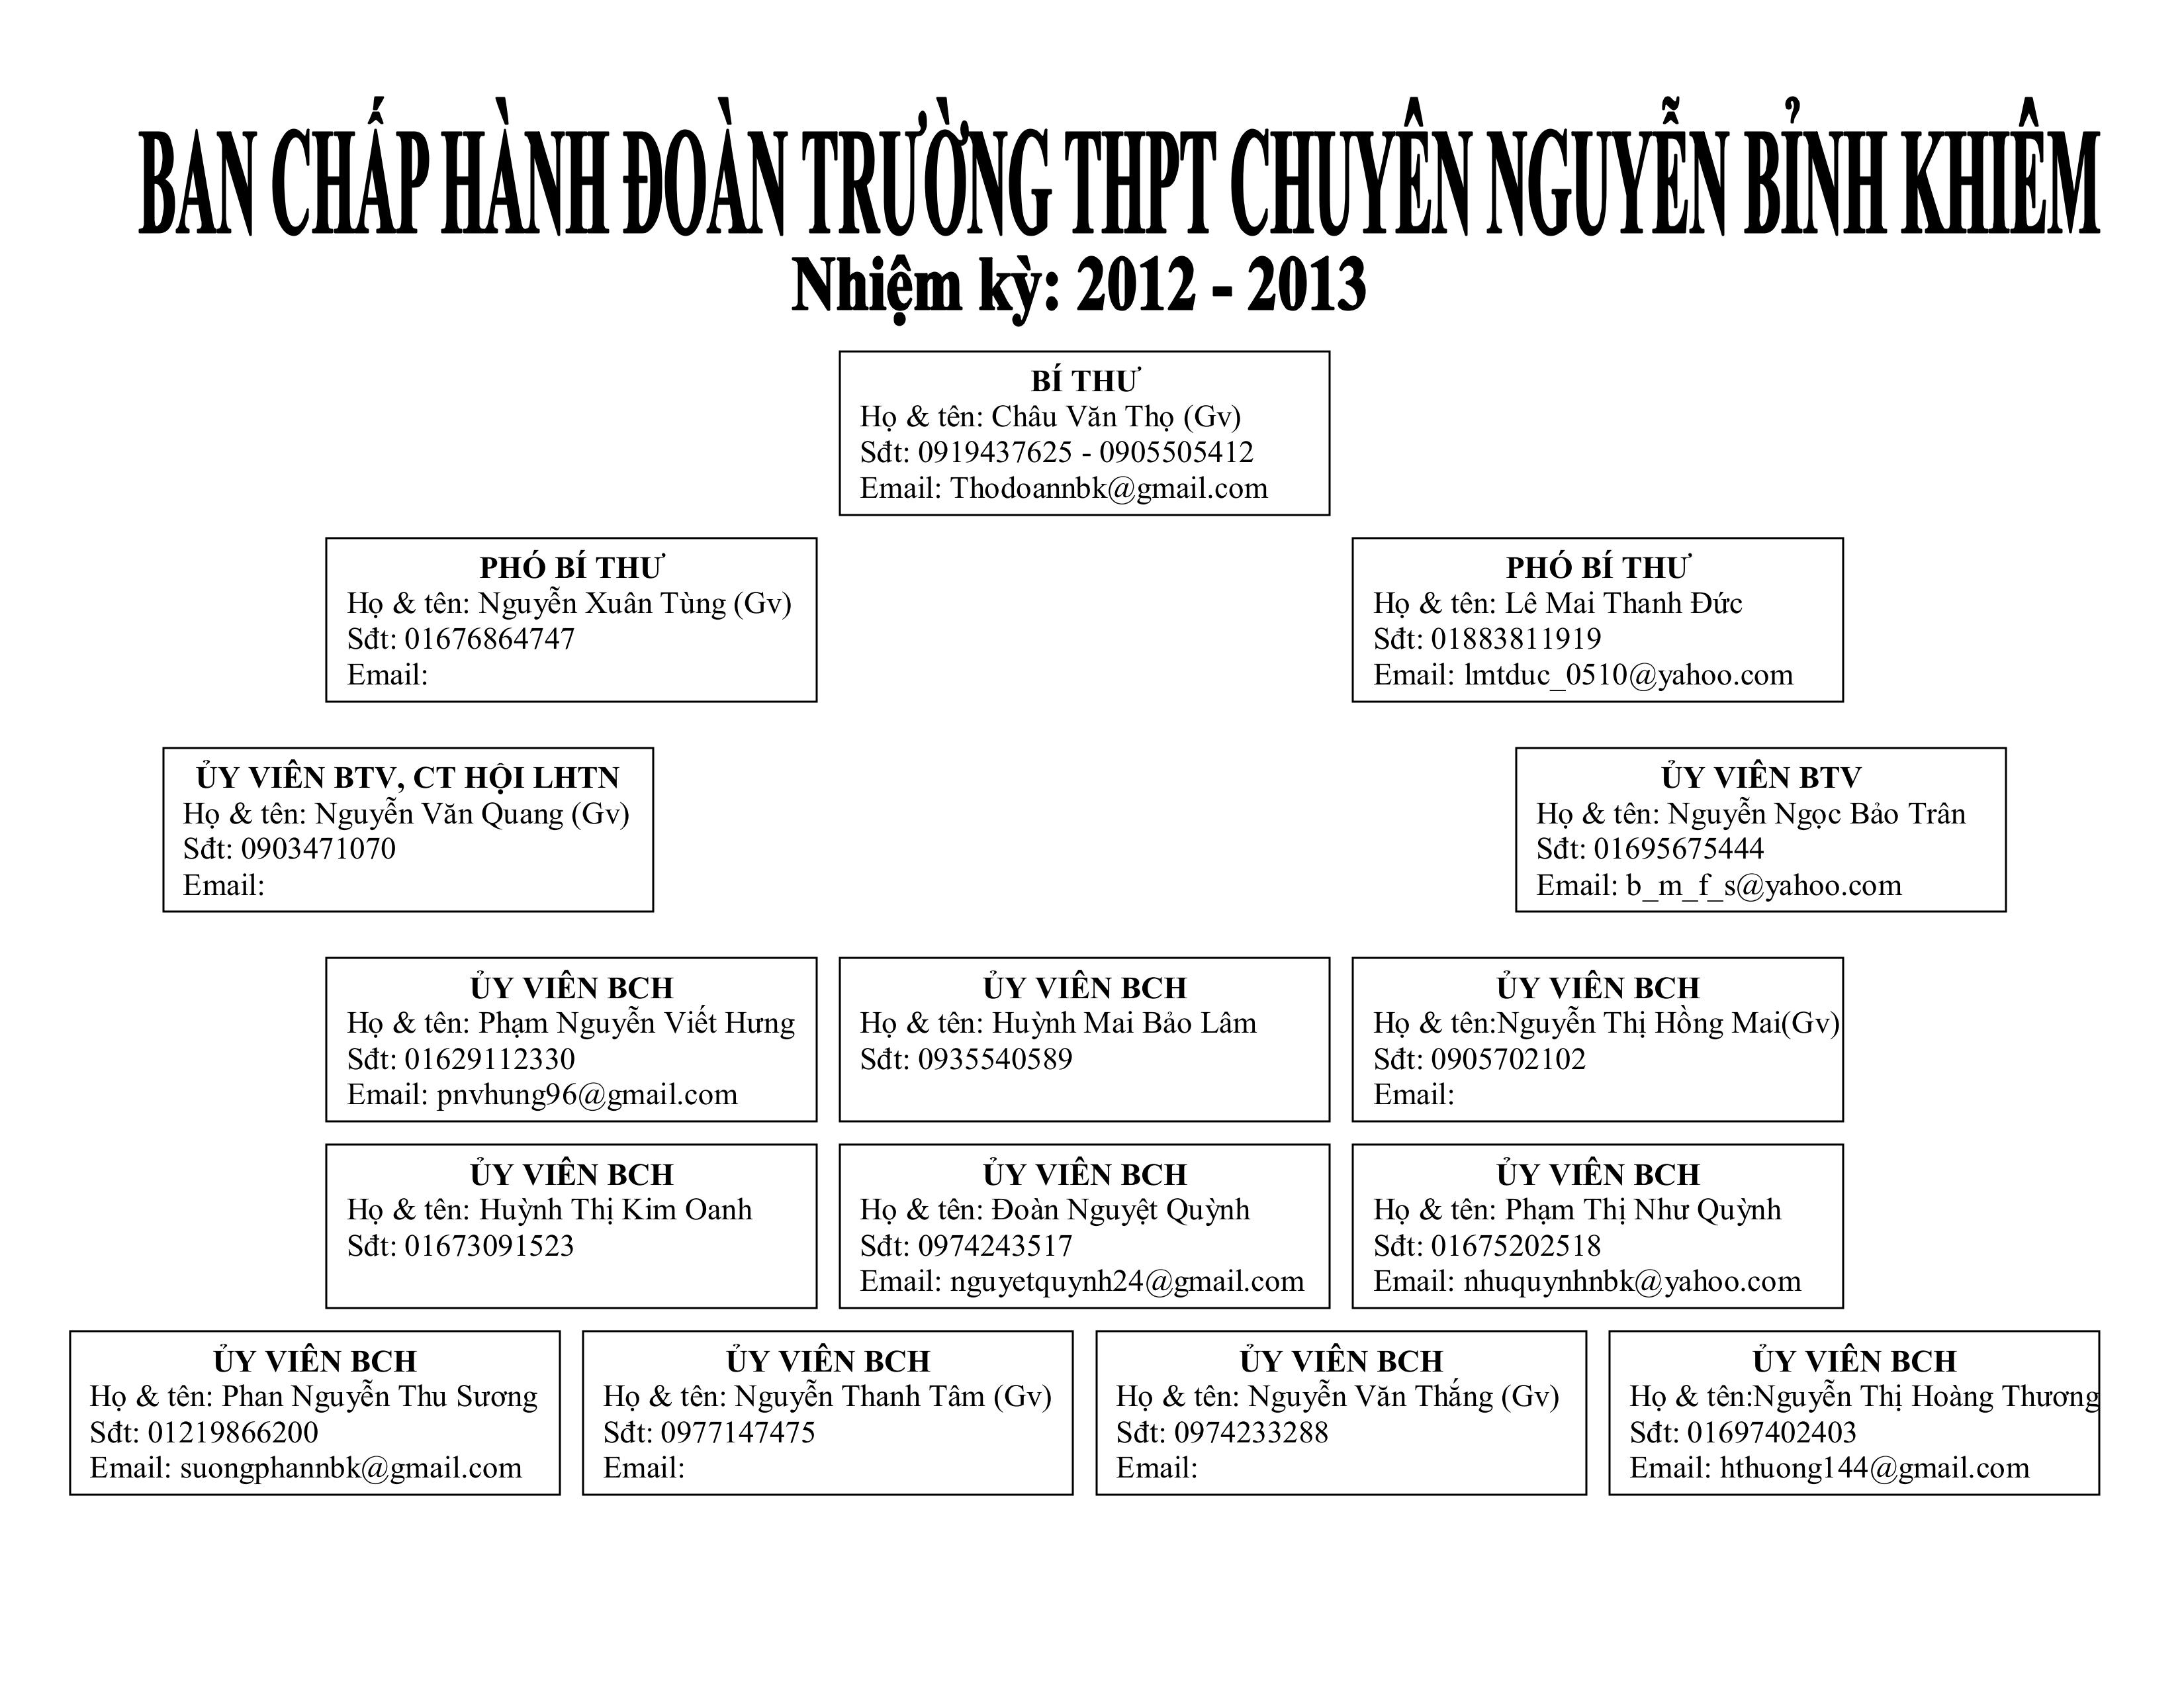 BAN CHẤP HÀNH ĐOÀN TRƯỜNG THPT CHUYÊN NGUYỄN BỈNH KHIÊM
Nhiệm kỳ: 2012 - 2013
BÍ THƯ
Họ & tên: Châu Văn Thọ (Gv)
Sđt: 0919437625 - 0905505412
Email: Thodoannbk@gmail.com
PHÓ BÍ THƯ
Họ & tên: Nguyễn Xuân Tùng (Gv)
Sđt: 01676864747
Email:
PHÓ BÍ THƯ
Họ & tên: Lê Mai Thanh Đức
Sđt: 01883811919
Email: lmtduc_0510@yahoo.com
ỦY VIÊN BTV, CT HỘI LHTN
Họ & tên: Nguyễn Văn Quang (Gv)
Sđt: 0903471070
Email:
ỦY VIÊN BTV
Họ & tên: Nguyễn Ngọc Bảo Trân
Sđt: 01695675444
Email: b_m_f_s@yahoo.com
ỦY VIÊN BCH
Họ & tên: Phạm Nguyễn Viết Hưng
Sđt: 01629112330
Email: pnvhung96@gmail.com
ỦY VIÊN BCH
Họ & tên: Huỳnh Mai Bảo Lâm
Sđt: 0935540589
ỦY VIÊN BCH
Họ & tên:Nguyễn Thị Hồng Mai(Gv)
Sđt: 0905702102
Email:
ỦY VIÊN BCH
Họ & tên: Huỳnh Thị Kim Oanh
Sđt: 01673091523
ỦY VIÊN BCH
Họ & tên: Đoàn Nguyệt Quỳnh
Sđt: 0974243517
Email: nguyetquynh24@gmail.com
ỦY VIÊN BCH
Họ & tên: Phạm Thị Như Quỳnh
Sđt: 01675202518
Email: nhuquynhnbk@yahoo.com
ỦY VIÊN BCH
Họ & tên: Phan Nguyễn Thu Sương
Sđt: 01219866200
Email: suongphannbk@gmail.com
ỦY VIÊN BCH
Họ & tên: Nguyễn Thanh Tâm (Gv)
Sđt: 0977147475
Email:
ỦY VIÊN BCH
Họ & tên: Nguyễn Văn Thắng (Gv)
Sđt: 0974233288
Email:
ỦY VIÊN BCH
Họ & tên:Nguyễn Thị Hoàng Thương
Sđt: 01697402403
Email: hthuong144@gmail.com